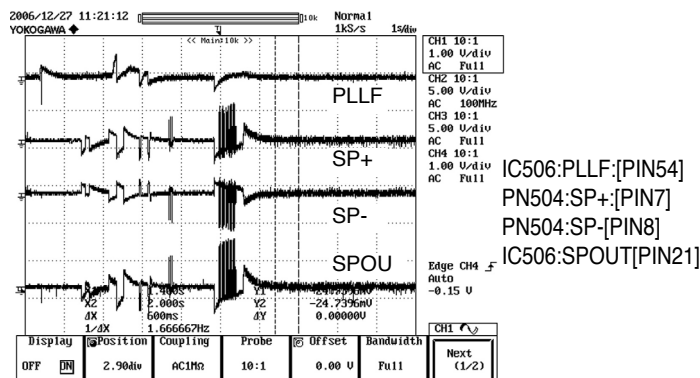 2006/12/27 11:21:12
10k
Normal
YOKOGAWA ◆
1kS/s 1s/div
<< Main:10k >>
CH1 10:1
1.00 V/div
AC Full
CH2 10:1
5.00 V/div
AC 100MHz
CH3 10:1
5.00 V/div
AC Full
CH4 10:1
1.00 V/div
AC Full
PLLF
SP+
SP-
SPOU
IC506:PLLF:[PIN54]
PN504:SP+:[PIN7]
PN504:SP-[PIN8]
IC506:SPOUT[PIN21]
Edge CH4
Auto
-0.15 V
Y1
X2 2.000s Y2 -24.7396mV
ΔX 600ms ΔY 0.00000V
1/ΔX 1.666667Hz
CH1
Display Position Coupling Probe Offset Bandwidth
OFF ON 2.90div AC1MΩ 10:1 0.00 V Full
Next
(1/2)